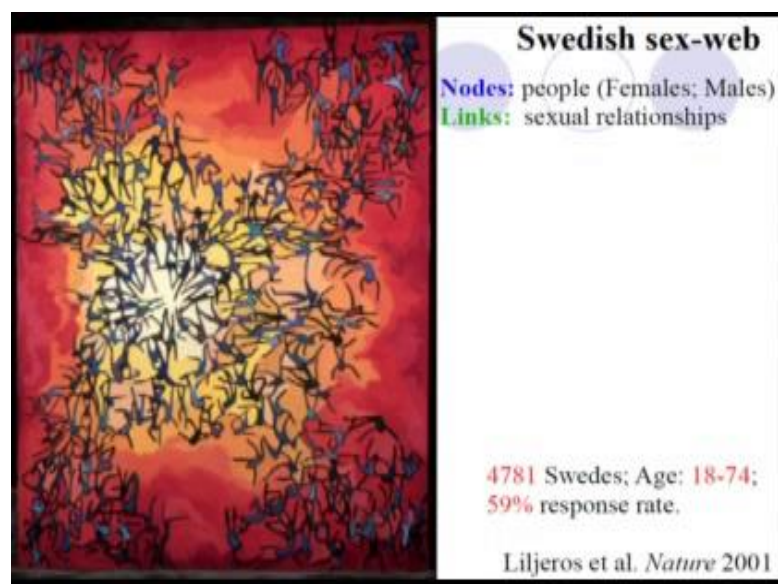 Swedish sex-web
Nodes: people (Females; Males)
Links: sexual relationships
4781 Swedes; Age: 18-74;
59% response rate.
Liljeros et al. Nature 2001